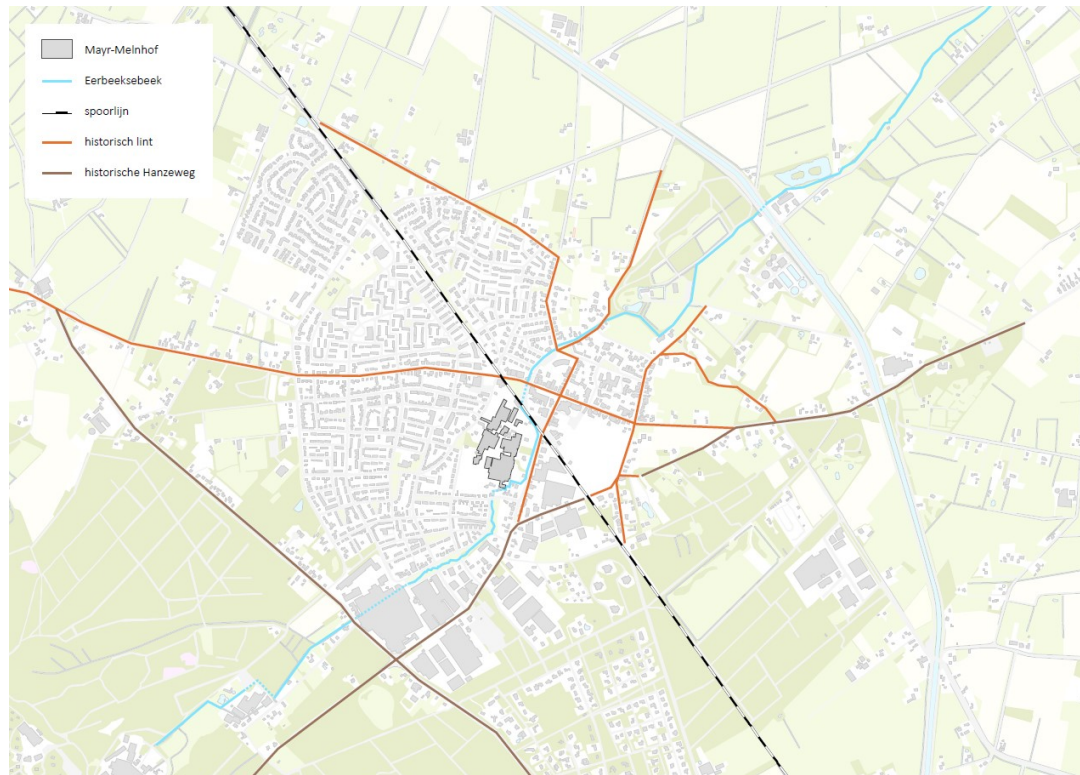 Mayr-Melnhof
Eerbeeksebeek
spoorlijn
historisch lint
historische Hanzeweg